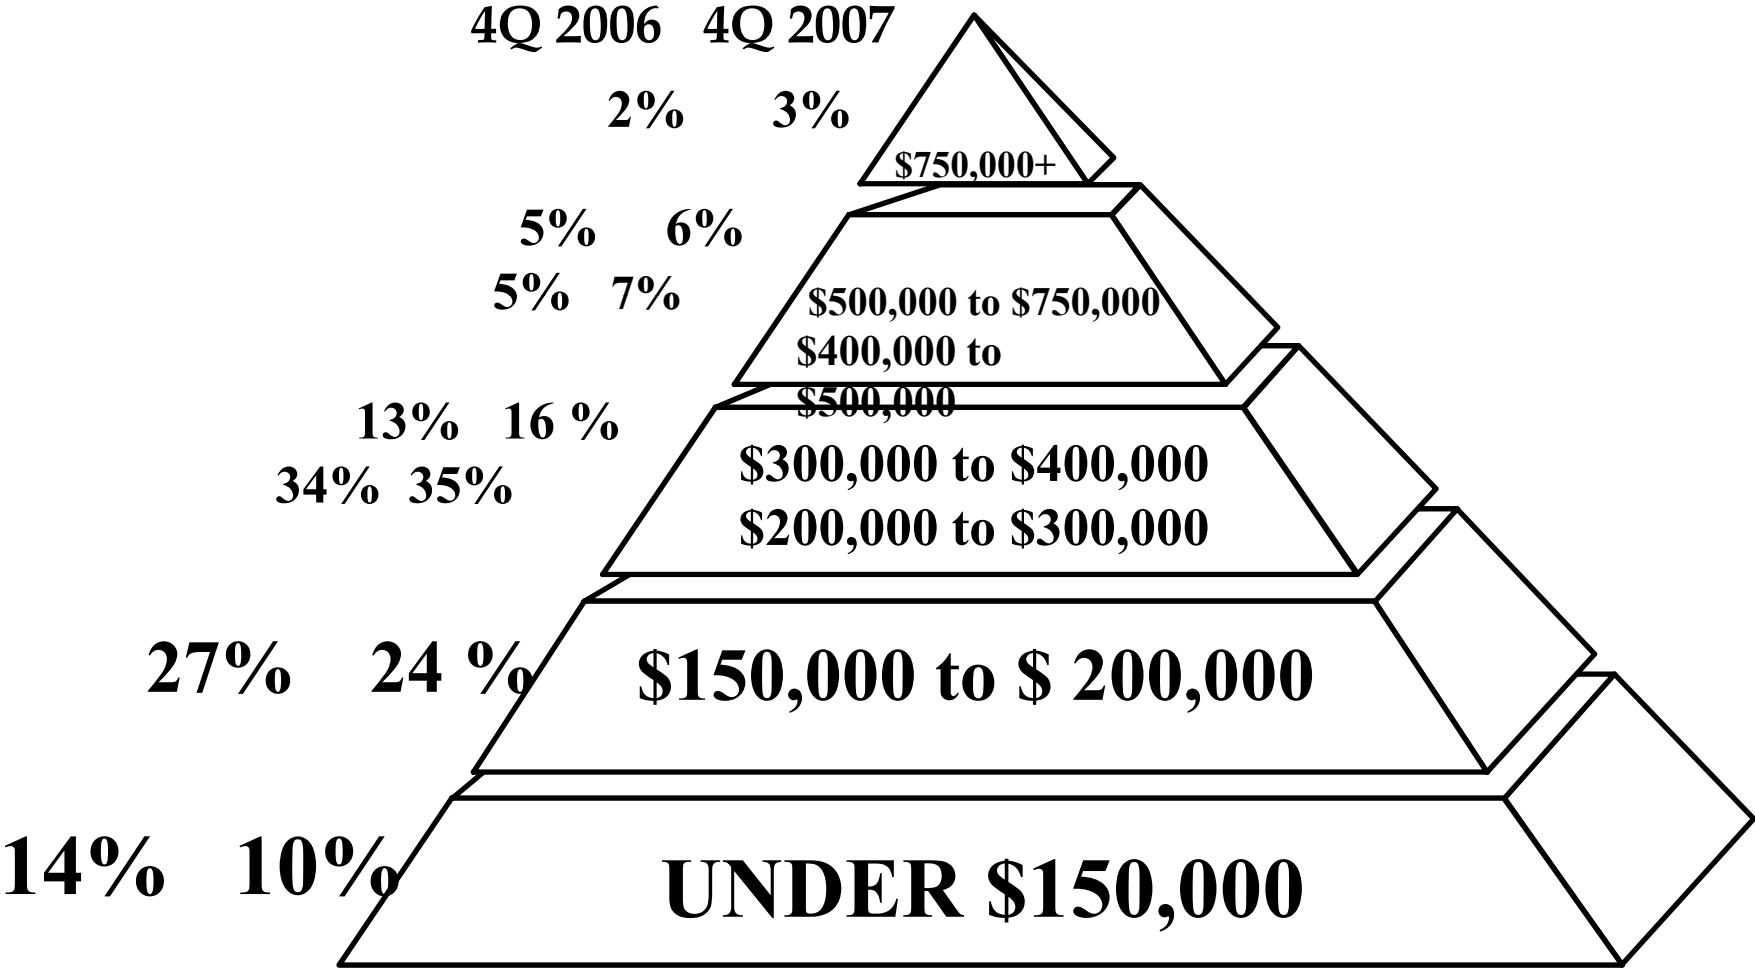 4Q 2006 4Q 2007
2% 3%
$750,000+
5% 6%
5% 7%
$500,000 to $750,000
$400,000 to
$500,000
13% 16 %
34% 35%
$300,000 to $400,000
$200,000 to $300,000
27% 24 %
$150,000 to $ 200,000
14% 10%
UNDER $150,000